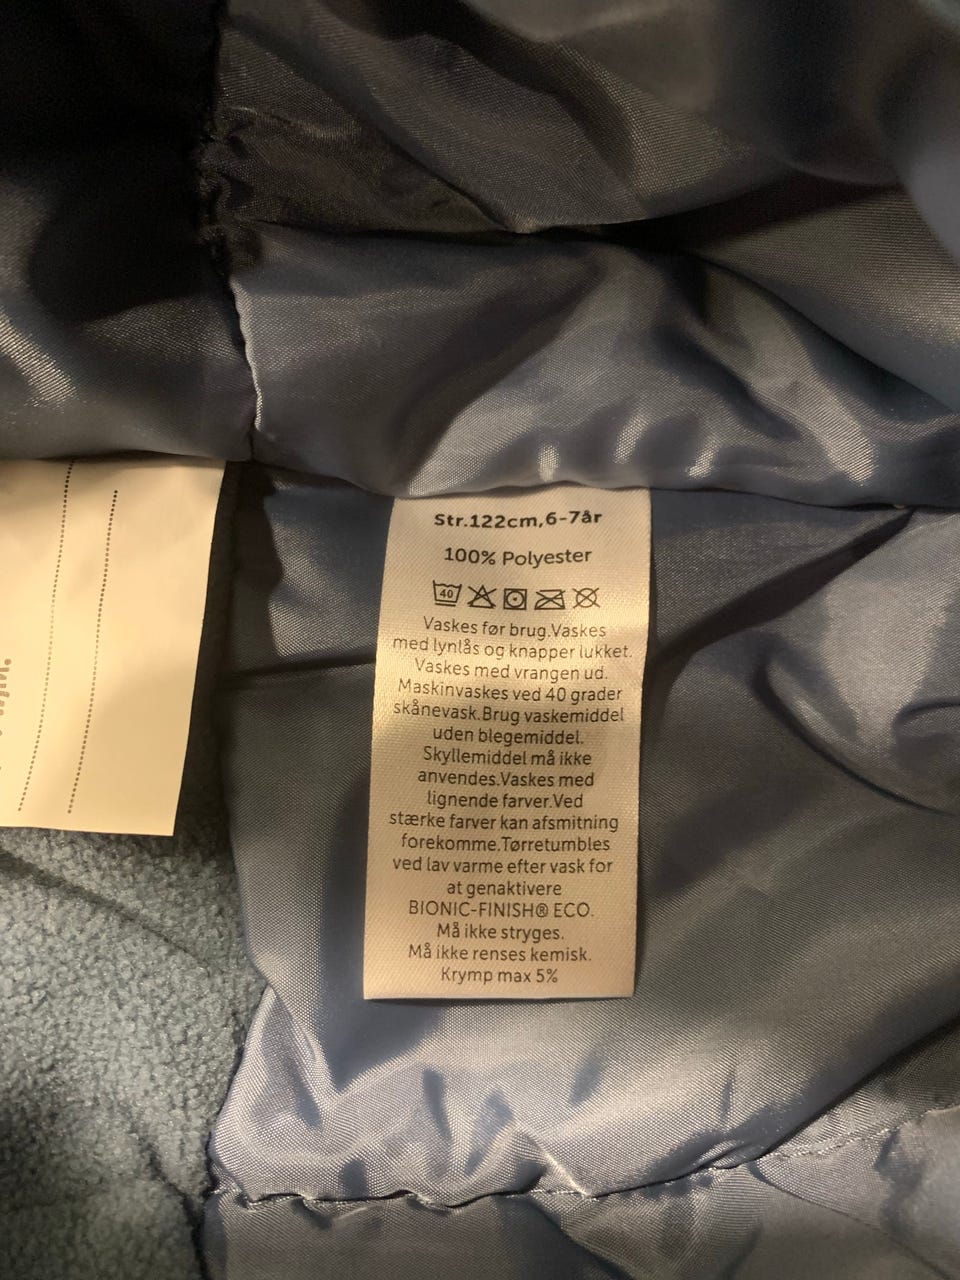 Str.122cm,6-7år
100% Polyester
40
Vaskes før brug.Vaskes
med lynlås og knapper lukket.
Vaskes med vrangen ud.
Maskinvaskes ved 40 grader
skånevask.Brug vaskemiddel
uden blegemiddel.
Skyllemiddel må ikke
anvendes.Vaskes med
lignende farver.Ved
stærke farver kan afsmitning
forekomme.Tørretumbles
ved lav varme efter vask for
at genaktivere
BIONIC-FINISH® ECO.
Må ikke stryges.
Må ikke renses kemisk.
Krymp max 5%